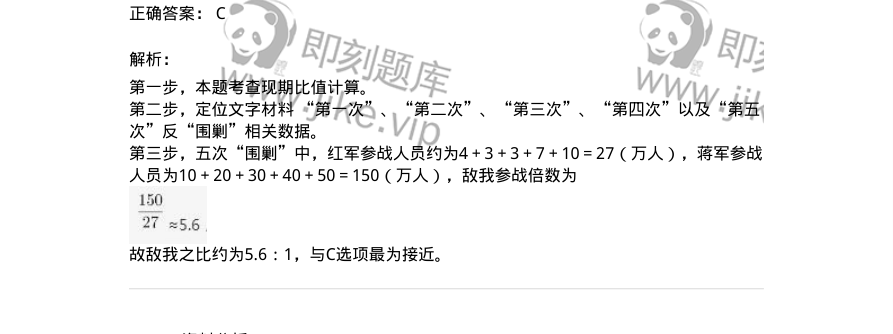 正确答案： C
解析：
第一步，本题考查现期比值计算。
第二步，定位文字材料 “第一次”、 “第二次”、 “第三次”、 “第四次” 以及 “第五
次” 反 “围剿” 相关数据。
第三步，五次 “围剿” 中，红军参战人员约为4 + 3 + 3 + 7 + 10 = 27（万人），蒋军参战
人员为10 + 20 + 30 + 40 + 50 = 150（万人），敌我参战倍数为
150
27 ≈5.6
故敌我之比约为5.6：1，与C选项最为接近。
即刻题库
www.jike.vip